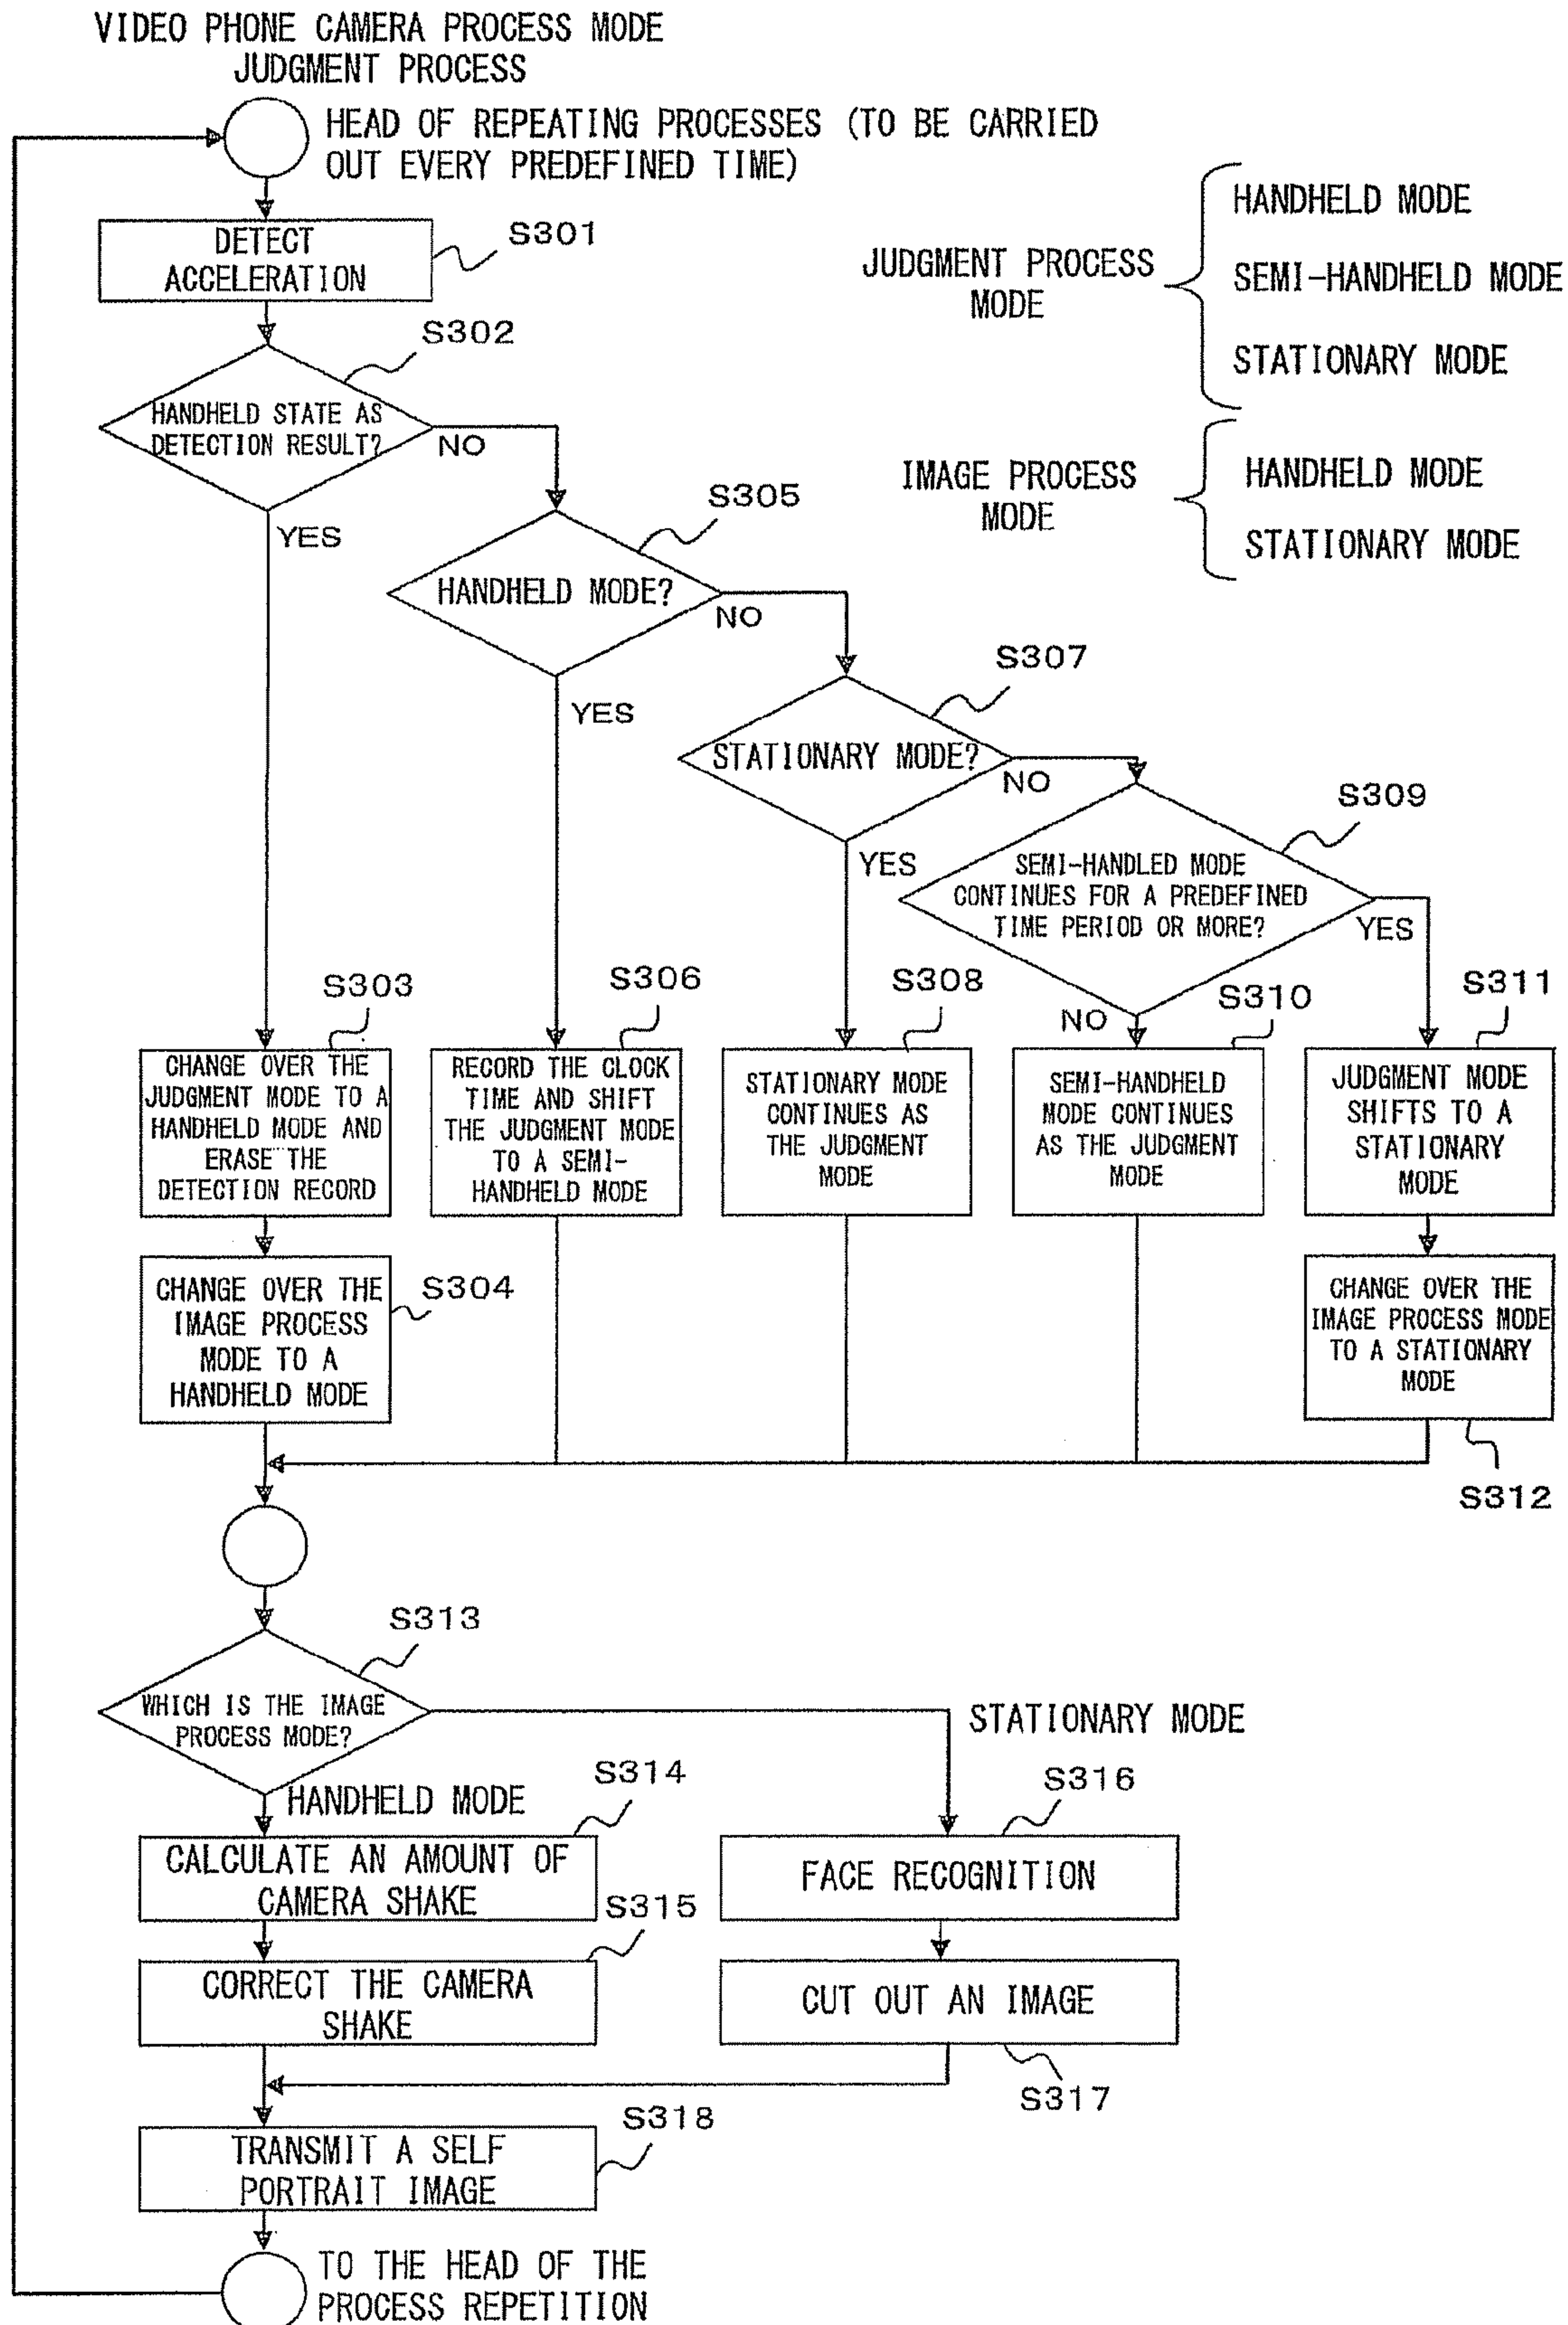 VIDEO PHONE CAMERA PROCESS MODE
JUDGMENT PROCESS
HEAD OF REPEATING PROCESSES (TO BE CARRIED
OUT EVERY PREDEFINED TIME)
DETECT
ACCELERATION
S301
JUDGMENT PROCESS
MODE
HANDHELD MODE
SEMI-HANDHELD MODE
STATIONARY MODE
IMAGE PROCESS
MODE
HANDHELD MODE
STATIONARY MODE
S302
HANDHELD STATE AS
DETECTION RESULT?
NO
YES
S305
HANDHELD MODE?
NO
YES
S307
STATIONARY MODE?
NO
YES
S309
SEMI-HANDLED MODE
CONTINUES FOR A PREDEFINED
TIME PERIOD OR MORE?
YES
NO
S303
CHANGE OVER THE
JUDGMENT MODE TO A
HANDHELD MODE AND
ERASE THE
DETECTION RECORD
S306
RECORD THE CLOCK
TIME AND SHIFT
THE JUDGMENT MODE
TO A SEMI-
HANDHELD MODE
S308
STATIONARY MODE
CONTINUES AS
THE JUDGMENT
MODE
S310
SEMI-HANDHELD
MODE CONTINUES
AS THE JUDGMENT
MODE
S311
JUDGMENT MODE
SHIFTS TO A
STATIONARY
MODE
CHANGE OVER THE
IMAGE PROCESS
MODE TO A
HANDHELD MODE
S304
CHANGE OVER THE
IMAGE PROCESS MODE
TO A STATIONARY
MODE
S312
S313
WHICH IS THE IMAGE
PROCESS MODE?
STATIONARY MODE
HANDHELD MODE
S314
CALCULATE AN AMOUNT OF
CAMERA SHAKE
S316
FACE RECOGNITION
S315
CORRECT THE CAMERA
SHAKE
CUT OUT AN IMAGE
S317
S318
TRANSMIT A SELF
PORTRAIT IMAGE
TO THE HEAD OF THE
PROCESS REPETITION